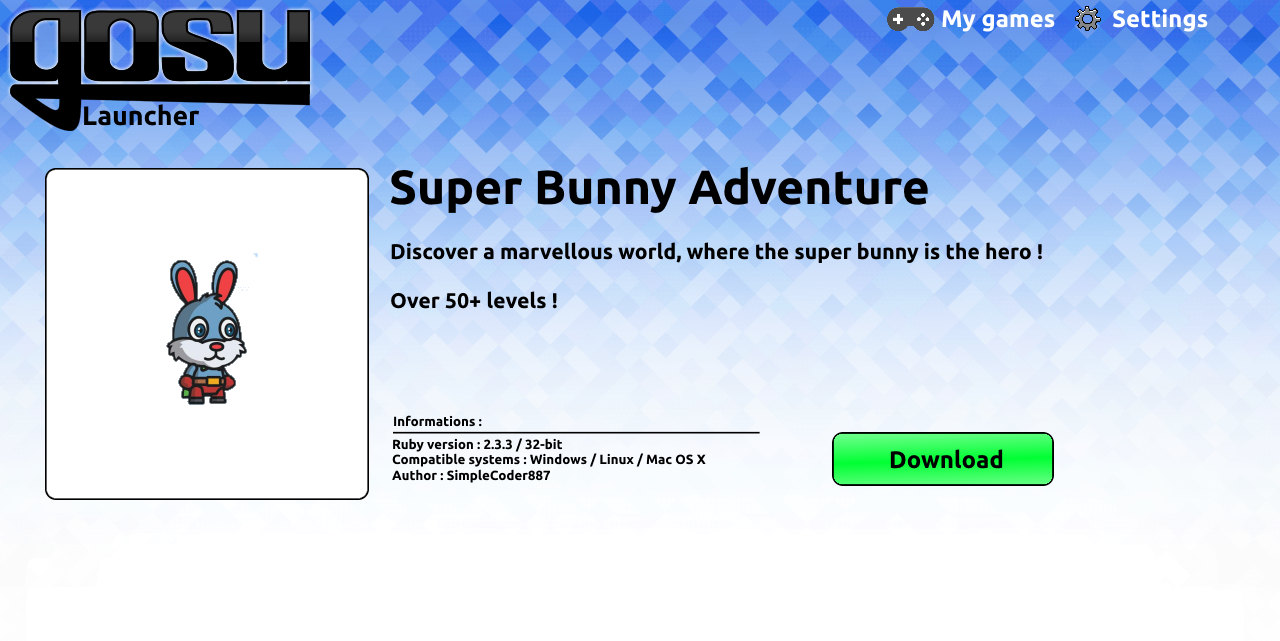 gosu
Launcher
My games
Settings
Super Bunny Adventure
Discover a marvellous world, where the super bunny is the hero !
Over 50+ levels !
Informations :
Ruby version : 2.3.3 / 32-bit
Compatible systems : Windows / Linux / Mac OS X
Author : SimpleCoder887
Download